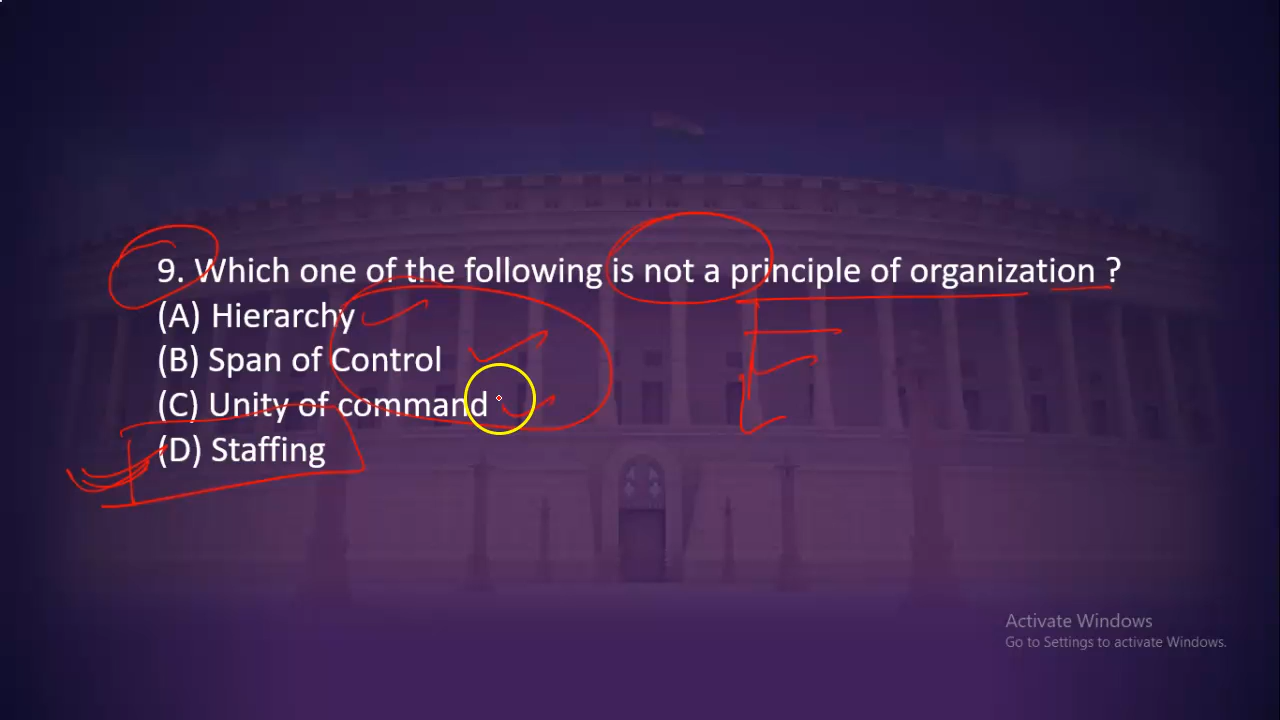 9. Which one of the following is not a principle of organization ?
(A) Hierarchy
(B) Span of Control
(C) Unity of command
(D) Staffing
Activate Windows
Go to Settings to activate Windows.